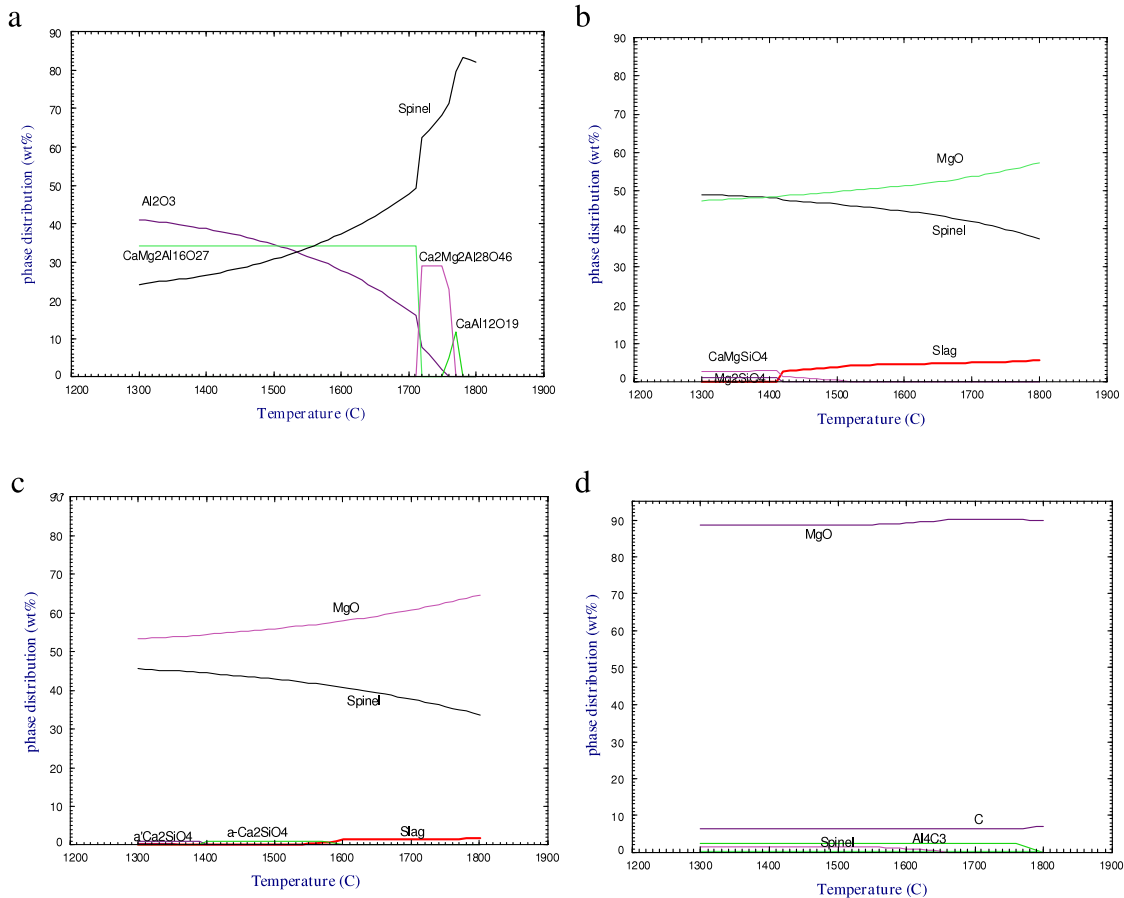 a
90
80
70
60
50
40
30
20
10
0
phase distribution (wt%)
Spinel
Al2O3
CaMg2Al16O27
Ca2Mg2Al28O46
CaAl12O19
1200 1300 1400 1500 1600 1700 1800 1900
Temperature (C)
b
90
80
70
60
50
40
30
20
10
0
phase distribution (wt%)
MgO
Spinel
CaMgSiO4
Slag
Mg2SiO4
1200 1300 1400 1500 1600 1700 1800 1900
Temperature (C)
c
80
70
60
50
40
30
20
10
0
phase distribution (wt%)
MgO
Spinel
a'Ca2SiO4
a-Ca2SiO4
Slag
1200 1300 1400 1500 1600 1700 1800 1900
Temperature (C)
d
90
80
70
60
50
40
30
20
10
0
phase distribution (wt%)
MgO
C
Spinel
Al4C3
1200 1300 1400 1500 1600 1700 1800 1900
Temperature (C)